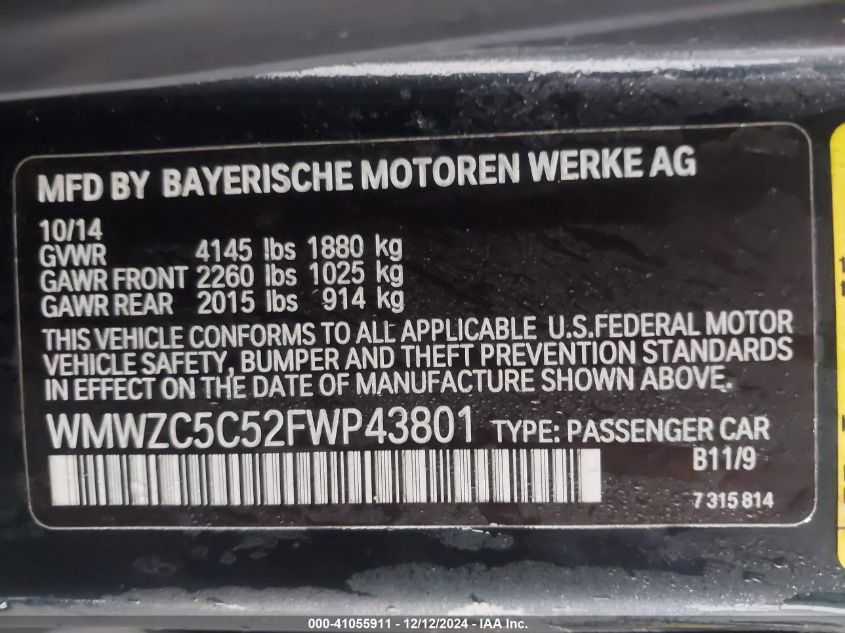 MFD BY BAYERISCHE MOTOREN WERKE AG
10/14
GVWR 4145 lbs 1880 kg
GAWR FRONT 2260 lbs 1025 kg
GAWR REAR 2015 lbs 914 kg
THIS VEHICLE CONFORMS TO ALL APPLICABLE U.S.FEDERAL MOTOR
VEHICLE SAFETY, BUMPER AND THEFT PREVENTION STANDARDS
IN EFFECT ON THE DATE OF MANUFACTURE SHOWN ABOVE.
WMWZC5C52FWP43801 TYPE: PASSENGER CAR
B11/9
7 315 814
000-41055911 - 12/12/2024 - IAA Inc.